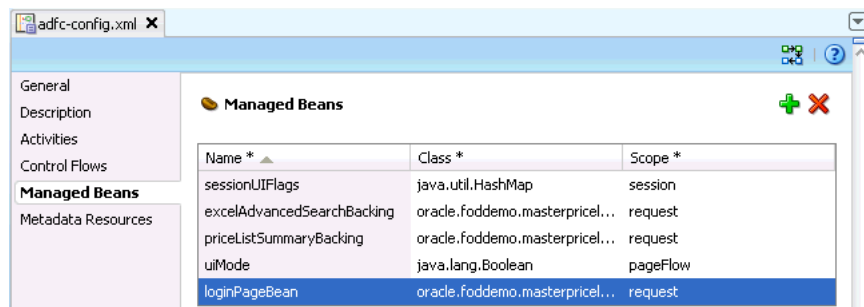 adfc-config.xml
General
Description
Activities
Control Flows
Managed Beans
Metadata Resources
Managed Beans
Name * Class * Scope *
sessionUIFlags java.util.HashMap session
excelAdvancedSearchBacking oracle.foddemo.masterpricel... request
priceListSummaryBacking oracle.foddemo.masterpricel... request
uiMode java.lang.Boolean pageFlow
loginPageBean oracle.foddemo.masterpricel... request